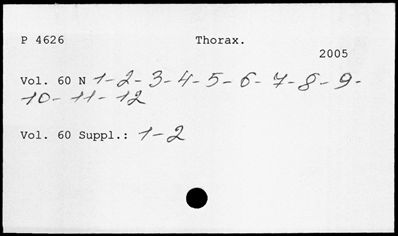 P 4626 Thorax.
2005
Vol. 60 N 1-2-3-4-5-6-7-8-9-
10-11-12
Vol. 60 Suppl.: 1-2